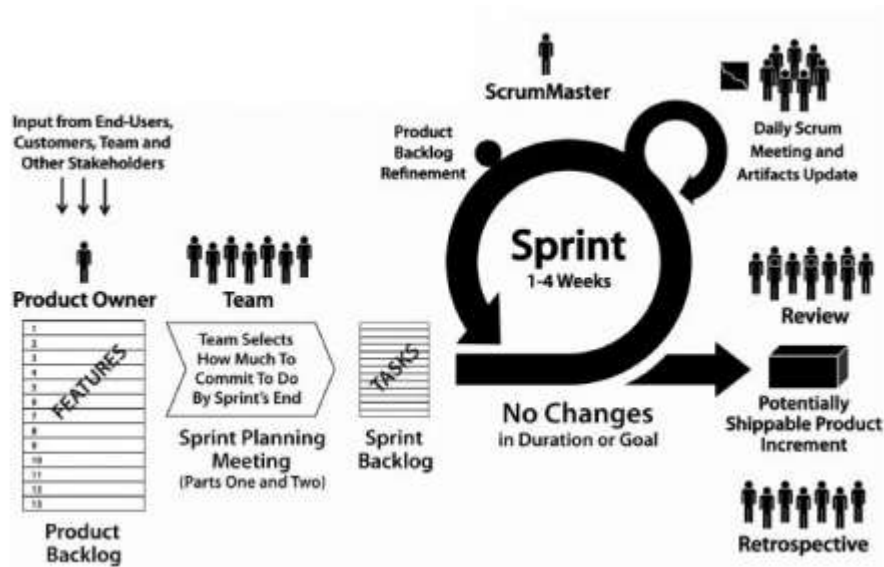 Input from End-Users,
Customers, Team and
Other Stakeholders
Product Owner
1
2
3
4
5
6
7
8
9
10
11
12
13
FEATURES
Product
Backlog
Team
Team Selects
How Much To
Commit To Do
By Sprint's End
Sprint Planning
Meeting
(Parts One and Two)
TASKS
Sprint
Backlog
ScrumMaster
Product
Backlog
Refinement
Sprint
1-4 Weeks
No Changes
in Duration or Goal
Daily Scrum
Meeting and
Artifacts Update
Review
Potentially
Shippable Product
Increment
Retrospective